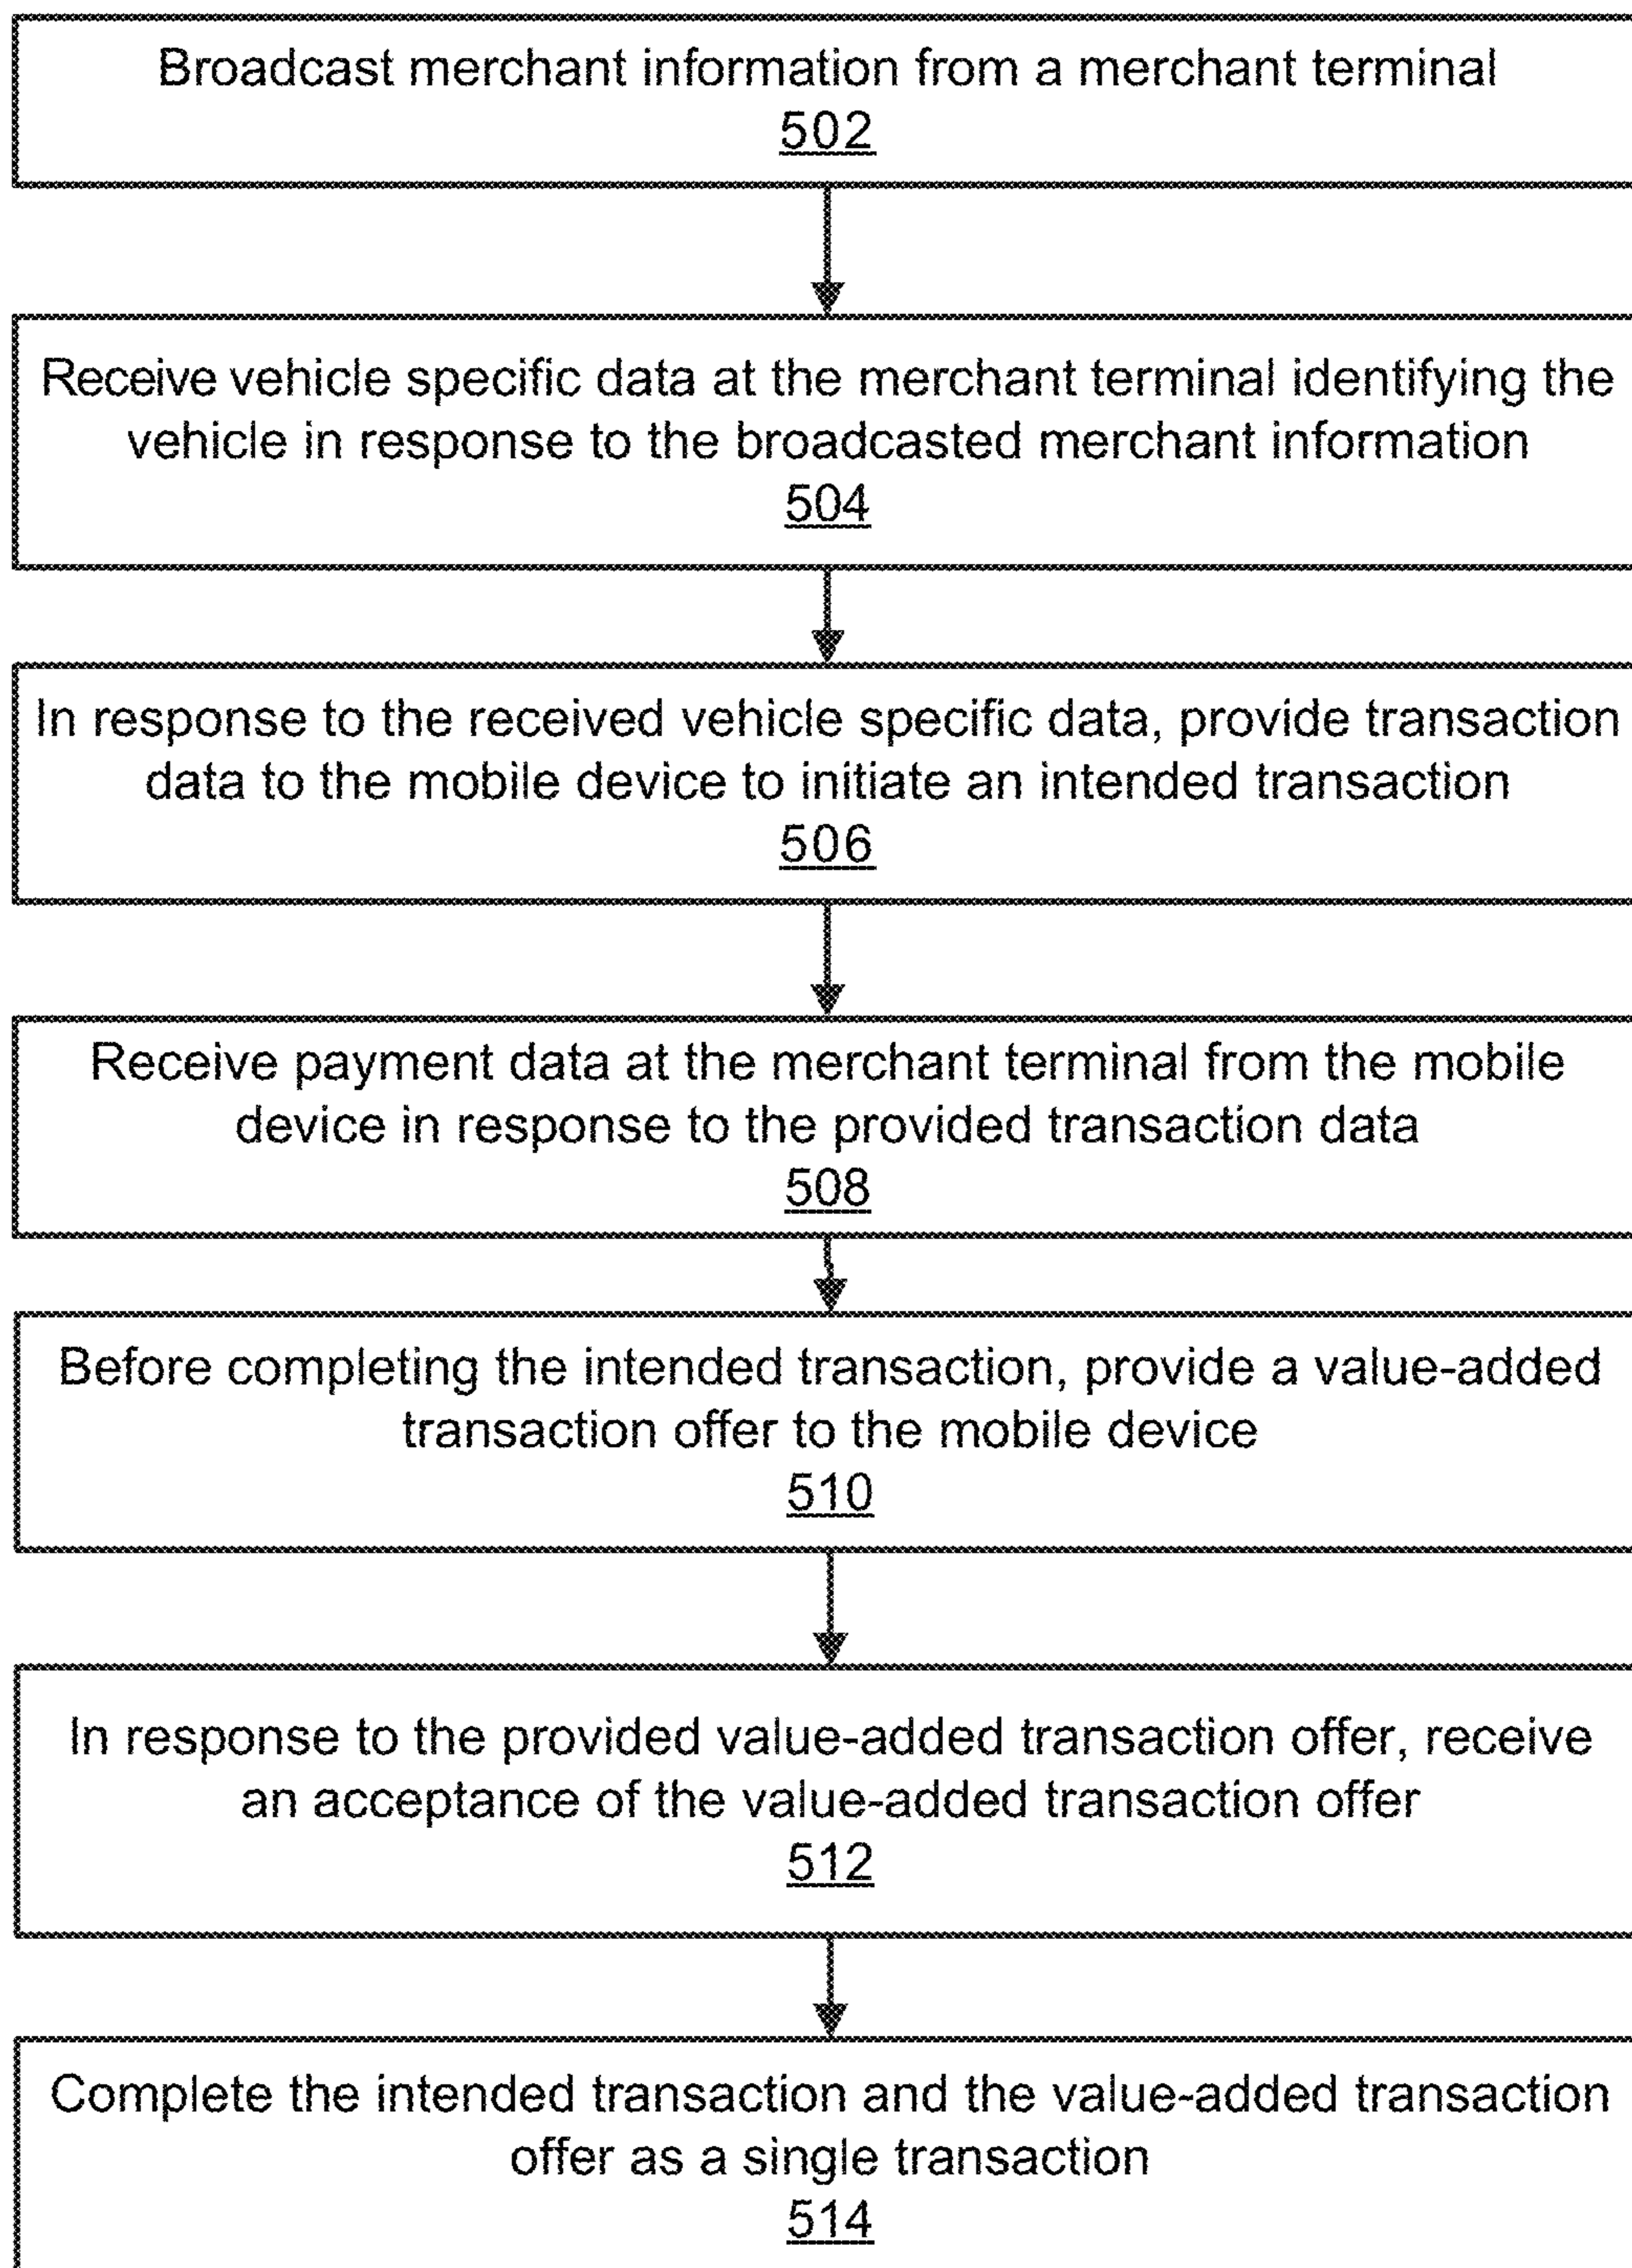 Broadcast merchant information from a merchant terminal
502
Receive vehicle specific data at the merchant terminal identifying the
vehicle in response to the broadcasted merchant information
504
In response to the received vehicle specific data, provide transaction
data to the mobile device to initiate an intended transaction
506
Receive payment data at the merchant terminal from the mobile
device in response to the provided transaction data
508
Before completing the intended transaction, provide a value-added
transaction offer to the mobile device
510
In response to the provided value-added transaction offer, receive
an acceptance of the value-added transaction offer
512
Complete the intended transaction and the value-added transaction
offer as a single transaction
514